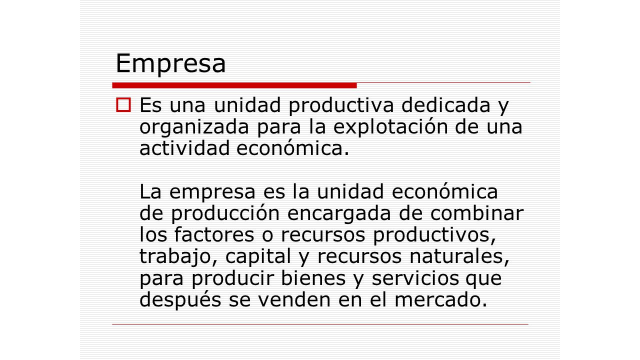 Empresa
Es una unidad productiva dedicada y
organizada para la explotación de una
actividad económica.
La empresa es la unidad económica
de producción encargada de combinar
los factores o recursos productivos,
trabajo, capital y recursos naturales,
para producir bienes y servicios que
después se venden en el mercado.